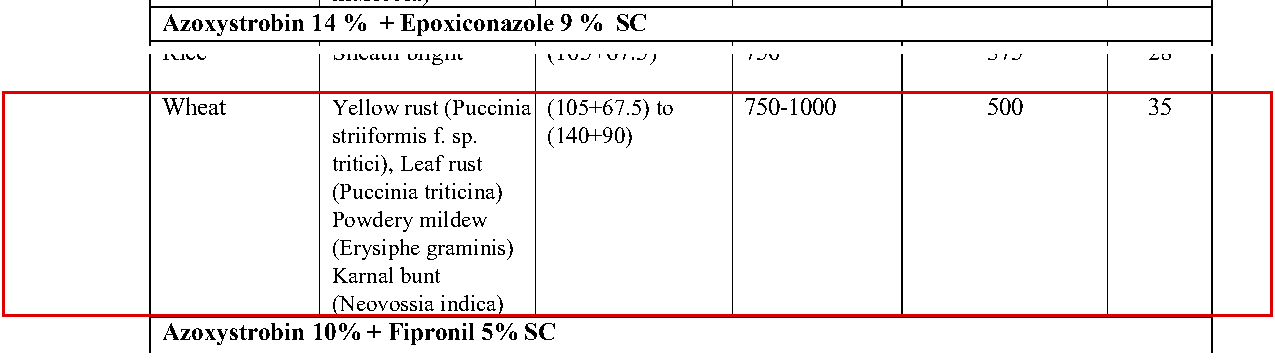 Azoxystrobin 14 % + Epoxiconazole 9 % SC
Wheat Yellow rust (Puccinia (105+67.5) to 750-1000 500 35
striiformis f. sp. (140+90)
tritici), Leaf rust
(Puccinia triticina)
Powdery mildew
(Erysiphe graminis)
Karnal bunt
(Neovossia indica)
Azoxystrobin 10% + Fipronil 5% SC